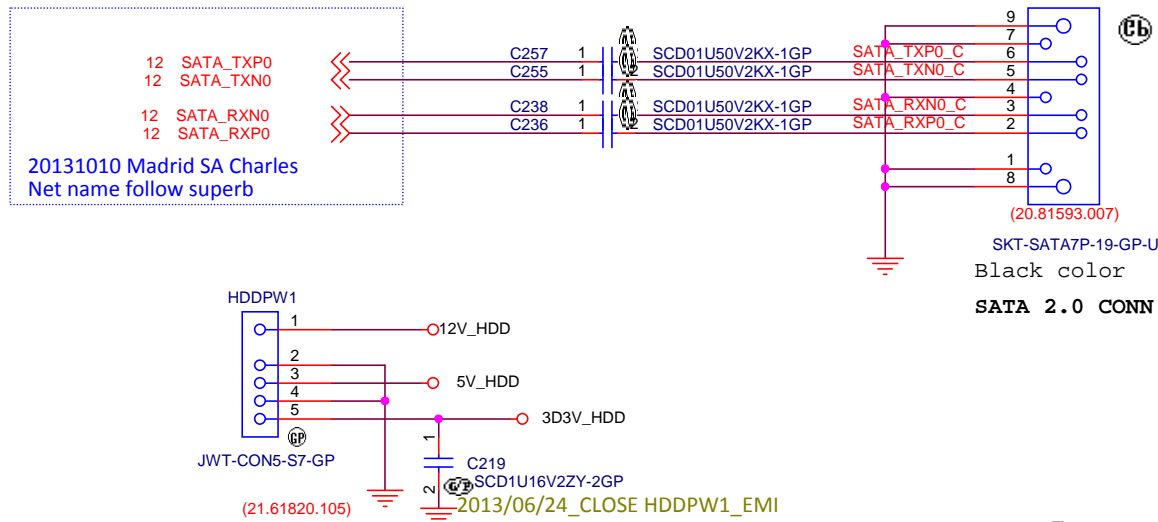 9
7
12 SATA_TXP0 C257 1 SCD01U50V2KX-1GP SATA_TXP0_C 6
12 SATA_TXN0 C255 1 2 SCD01U50V2KX-1GP SATA_TXN0_C 5
4
12 SATA_RXN0 C238 1 SCD01U50V2KX-1GP SATA_RXN0_C 3
12 SATA_RXP0 C236 1 2 SCD01U50V2KX-1GP SATA_RXP0_C 2
20131010 Madrid SA Charles
Net name follow superb
1
8
(20.81593.007)
SKT-SATA7P-19-GP-U
Black color
SATA 2.0 CONN
HDDPW1
1 12V_HDD
2
3 5V_HDD
4
5 3D3V_HDD
GP
JWT-CON5-S7-GP
(21.61820.105)
1
C219
SCD1U16V2ZY-2GP
2
2013/06/24_CLOSE HDDPW1_EMI